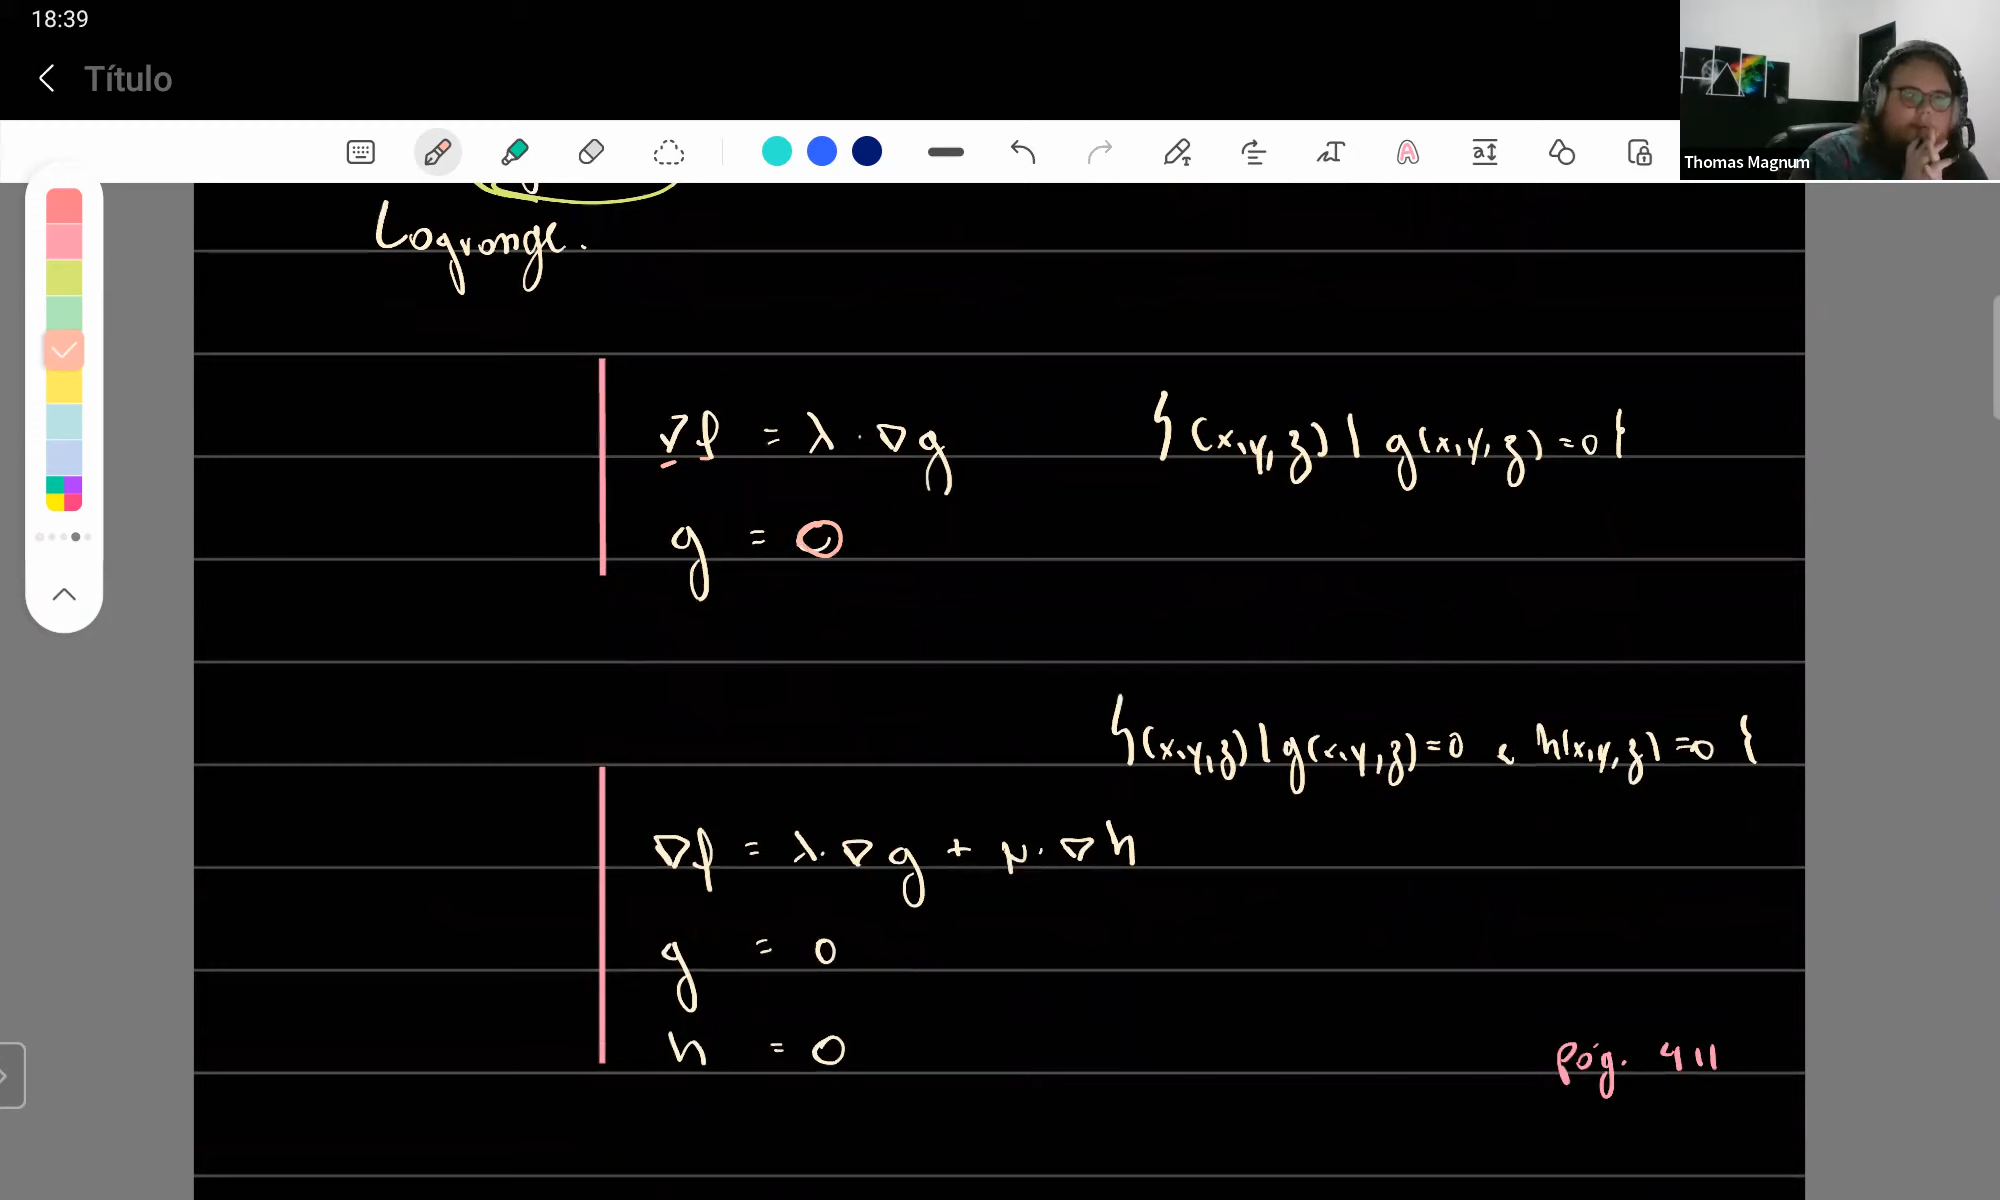 18:39
Título
Thomas Magnum
Lagrange.
∇f = λ · ∇g {(x,y,z) | g(x,y,z) = 0}
g = 0
{(x,y,z) | g(x,y,z) = 0 e h(x,y,z) = 0}
∇f = λ · ∇g + μ · ∇h
g = 0
h = 0
pág. 411